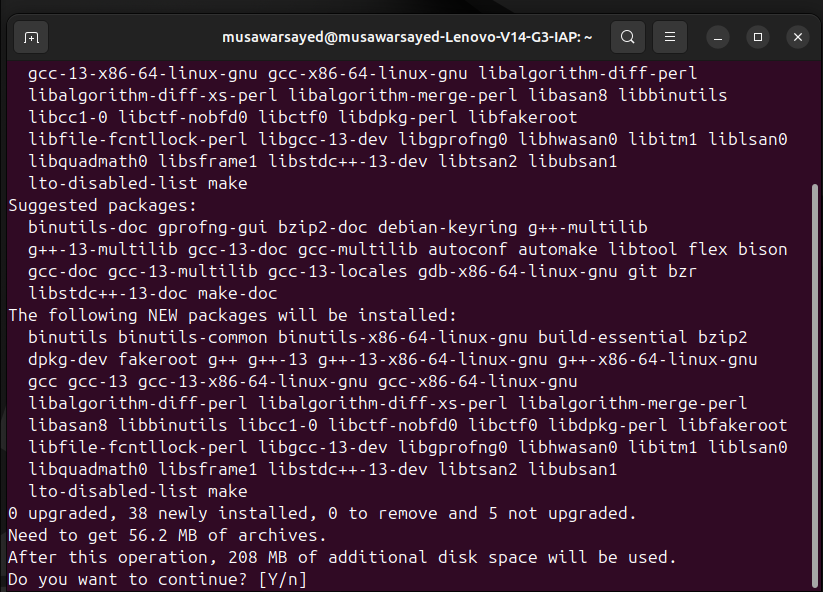 musawarsayed@musawarsayed-Lenovo-V14-G3-IAP: ~
gcc-13-x86-64-linux-gnu gcc-x86-64-linux-gnu libalgorithm-diff-perl
libalgorithm-diff-xs-perl libalgorithm-merge-perl libasan8 libbinutils
libcc1-0 libctf-nobfd0 libctf0 libdpkg-perl libfakeroot
libfile-fcntllock-perl libgcc-13-dev libgprofng0 libhwasan0 libitm1 liblsan0
libquadmath0 libsframe1 libstdc++-13-dev libtsan2 libubsan1
lto-disabled-list make
Suggested packages:
binutils-doc gprofng-gui bzip2-doc debian-keyring g++-multilib
g++-13-multilib gcc-13-doc gcc-multilib autoconf automake libtool flex bison
gcc-doc gcc-13-multilib gcc-13-locales gdb-x86-64-linux-gnu git bzr
libstdc++-13-doc make-doc
The following NEW packages will be installed:
binutils binutils-common binutils-x86-64-linux-gnu build-essential bzip2
dpkg-dev fakeroot g++ g++-13 g++-13-x86-64-linux-gnu g++-x86-64-linux-gnu
gcc gcc-13 gcc-13-x86-64-linux-gnu gcc-x86-64-linux-gnu
libalgorithm-diff-perl libalgorithm-diff-xs-perl libalgorithm-merge-perl
libasan8 libbinutils libcc1-0 libctf-nobfd0 libctf0 libdpkg-perl libfakeroot
libfile-fcntllock-perl libgcc-13-dev libgprofng0 libhwasan0 libitm1 liblsan0
libquadmath0 libsframe1 libstdc++-13-dev libtsan2 libubsan1
lto-disabled-list make
0 upgraded, 38 newly installed, 0 to remove and 5 not upgraded.
Need to get 56.2 MB of archives.
After this operation, 208 MB of additional disk space will be used.
Do you want to continue? [Y/n]